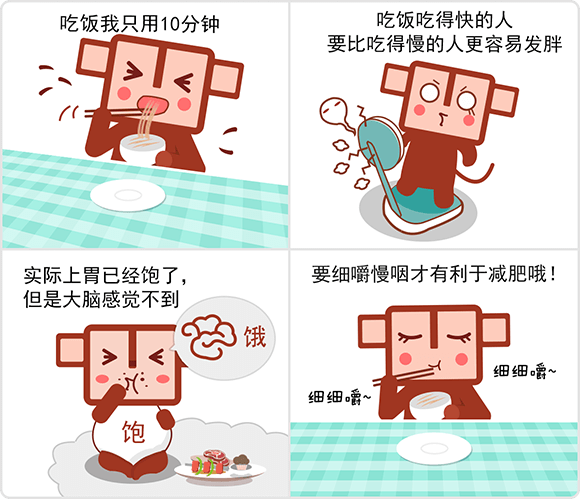 吃饭我只用10分钟
吃饭吃得快的人
要比吃得慢的人更容易发胖
实际上胃已经饱了，
但是大脑感觉不到
饿
饱
要细嚼慢咽才有利于减肥哦！
细细嚼~
细细嚼~